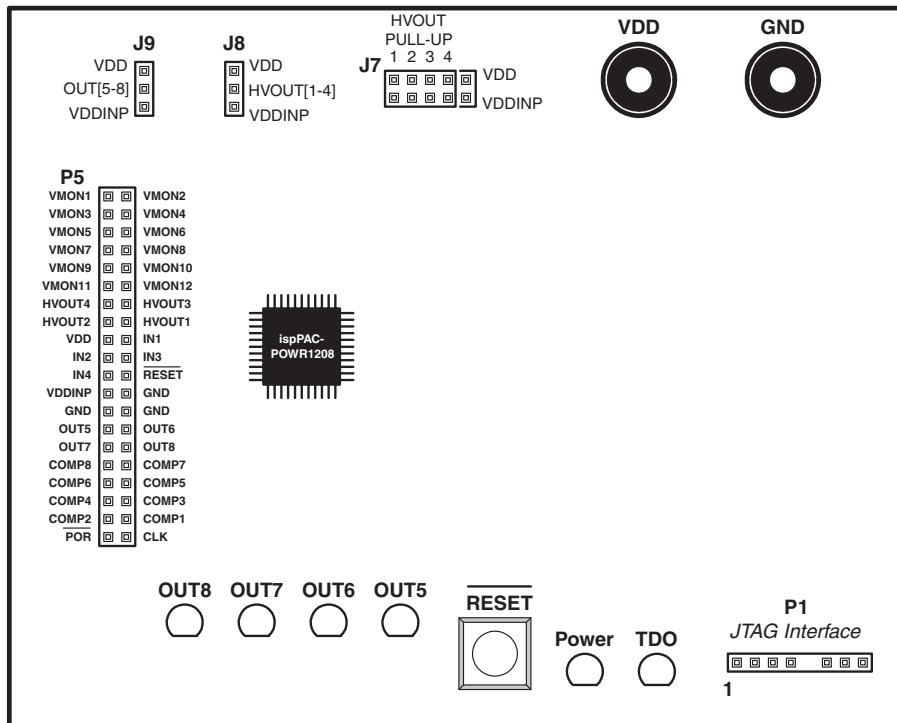 J9
VDD
OUT[5-8]
VDDINP
J8
VDD
HVOUT[1-4]
VDDINP
HVOUT
PULL-UP
1 2 3 4
J7
VDD
VDDINP
VDD
GND
P5
VMON1 VMON2
VMON3 VMON4
VMON5 VMON6
VMON7 VMON8
VMON9 VMON10
VMON11 VMON12
HVOUT4 HVOUT3
HVOUT2 HVOUT1
VDD IN1
IN2 IN3
IN4 RESET
VDDINP GND
GND GND
OUT5 OUT6
OUT7 OUT8
COMP8 COMP7
COMP6 COMP5
COMP4 COMP3
COMP2 COMP1
POR CLK
ispPAC-
POWR1208
OUT8 OUT7 OUT6 OUT5
RESET
Power
TDO
P1
JTAG Interface
1